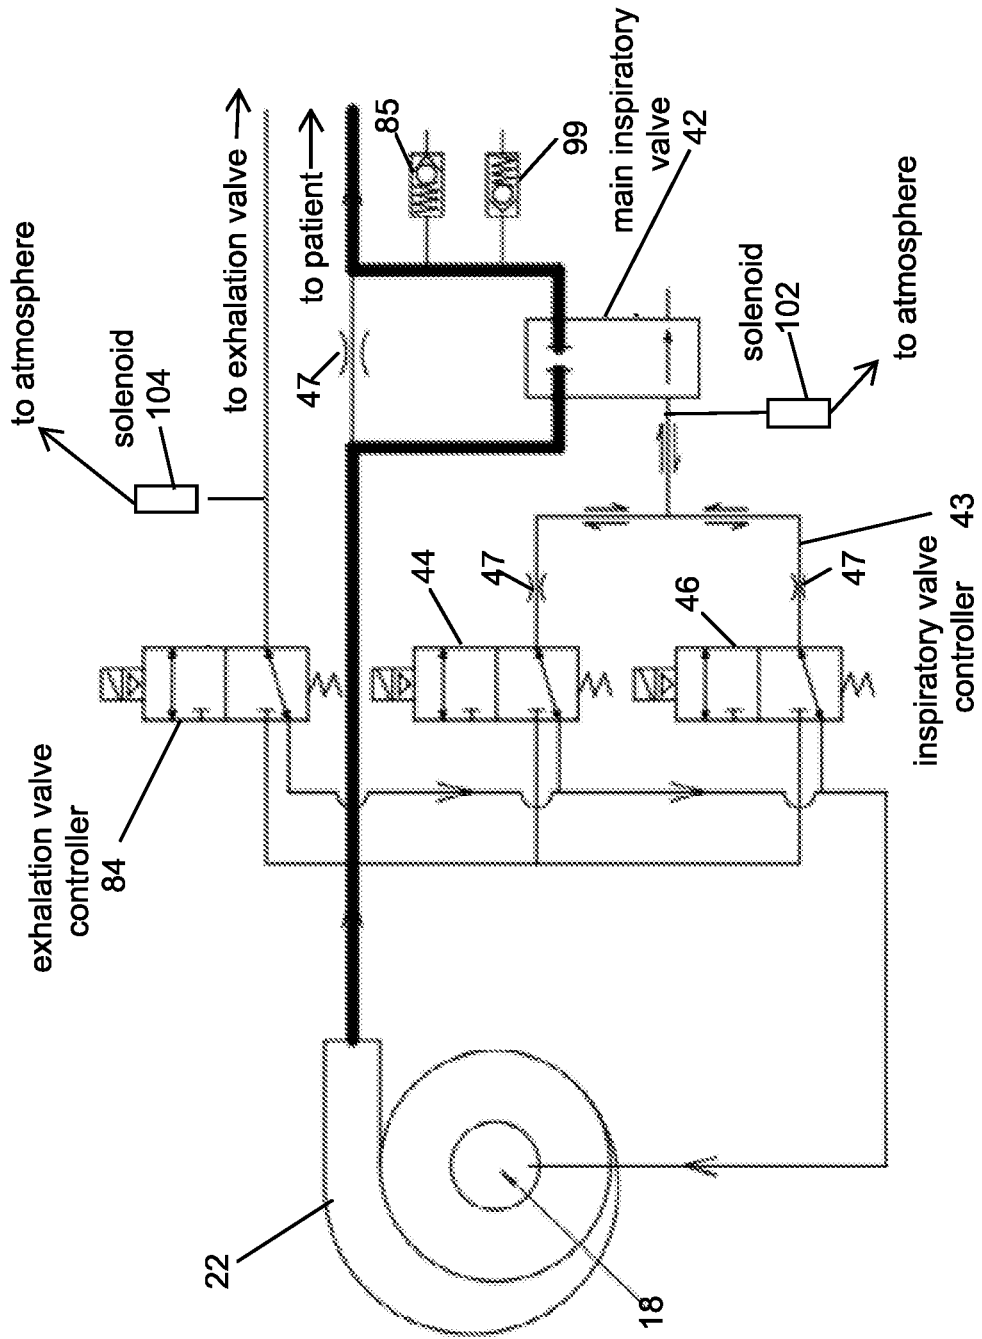 to atmosphere
solenoid
104
to exhalation valve
to patient
85
99
main inspiratory
valve
42
47
solenoid
102
to atmosphere
exhalation valve
controller
84
44
47
46
47
43
inspiratory valve
controller
22
18